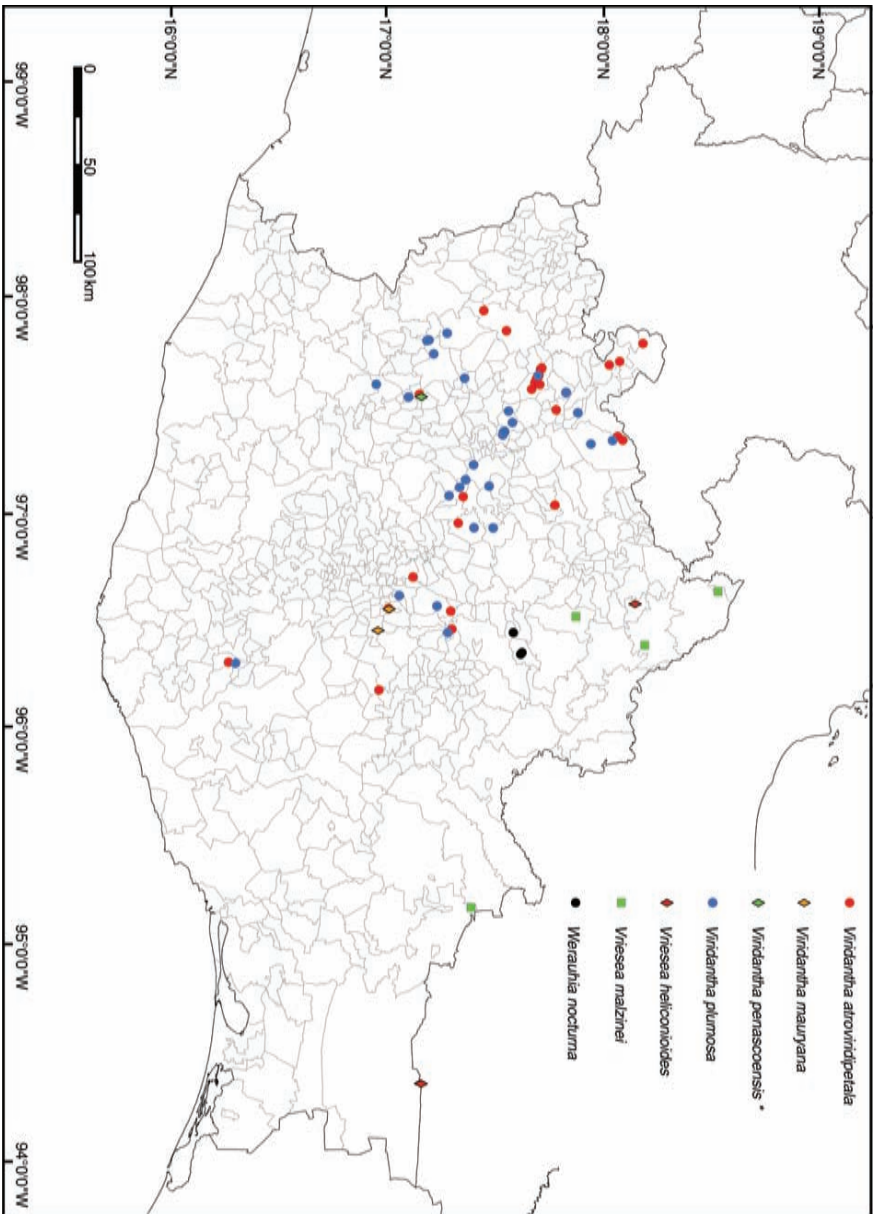 Viridantha atroviridipetala
Viridantha mauryana
Viridantha penascoensis *
Viridantha plumosa
Vriesea heliconioides
Vriesea malzinei
Werauhia nocturna
19°0'0"N
18°0'0"N
17°0'0"N
16°0'0"N
0 50 100 km
99°0'0"W 98°0'0"W 97°0'0"W 96°0'0"W 95°0'0"W 94°0'0"W